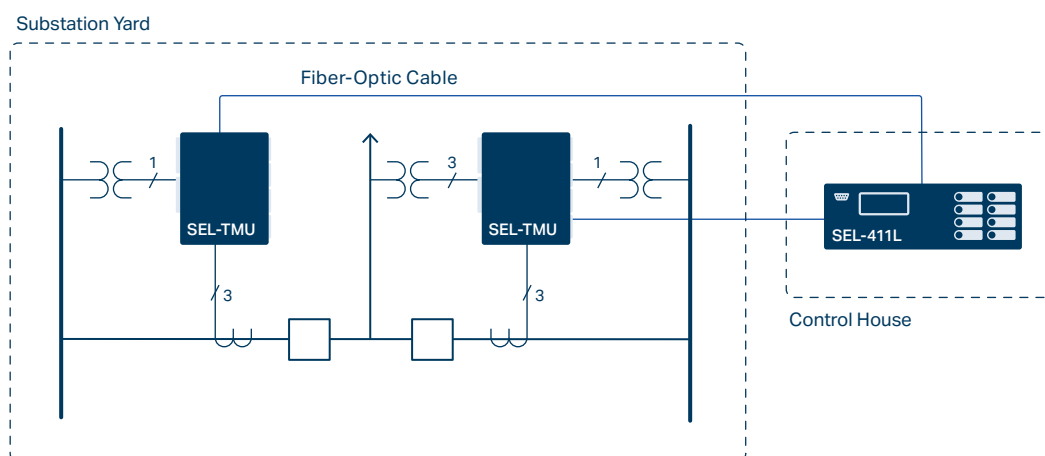 Substation Yard
Fiber-Optic Cable
1
3
1
SEL-TMU
SEL-TMU
SEL-411L
3
3
Control House